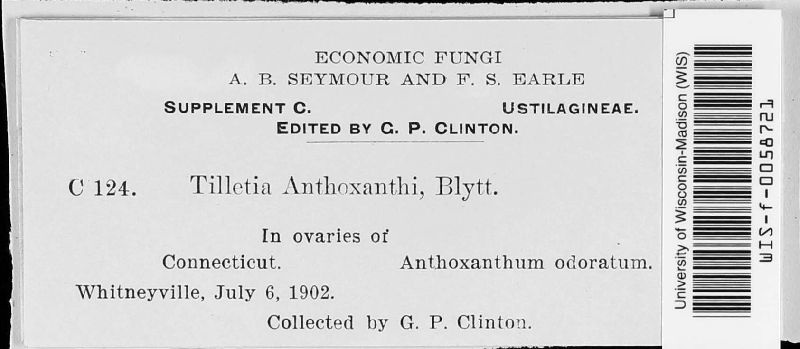 ECONOMIC FUNGI
A. B. SEYMOUR AND F. S. EARLE
SUPPLEMENT C. USTILAGINEAE.
EDITED BY G. P. CLINTON.
C 124. Tilletia Anthoxanthi, Blytt.
In ovaries of
Connecticut. Anthoxanthum odoratum.
Whitneyville, July 6, 1902.
Collected by G. P. Clinton.
University of Wisconsin-Madison (WIS)
WIS-f-0058721